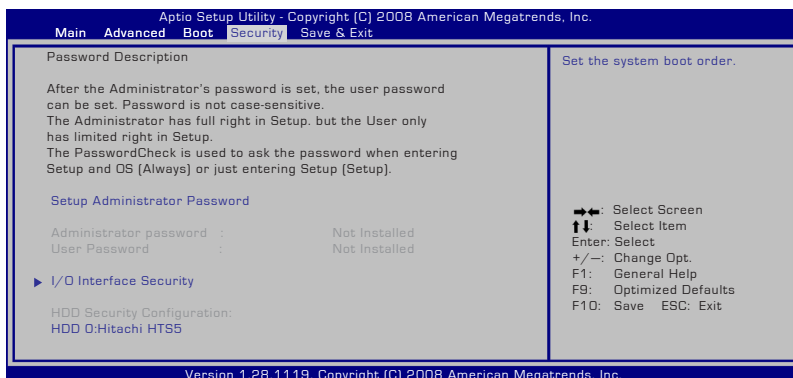 Aptio Setup Utility - Copyright (C) 2008 American Megatrends, Inc.
Main Advanced Boot Security Save & Exit
Password Description
After the Administrator's password is set, the user password
can be set. Password is not case-sensitive.
The Administrator has full right in Setup. but the User only
has limited right in Setup.
The PasswordCheck is used to ask the password when entering
Setup and OS (Always) or just entering Setup (Setup).
Setup Administrator Password
Administrator password : Not Installed
User Password : Not Installed
I/O Interface Security
HDD Security Configuration:
HDD 0:Hitachi HTS5
Set the system boot order.
: Select Screen
: Select Item
Enter: Select
+/—: Change Opt.
F1: General Help
F9: Optimized Defaults
F10: Save ESC: Exit
Version 1.28.1119. Copyright (C) 2008 American Megatrends, Inc.